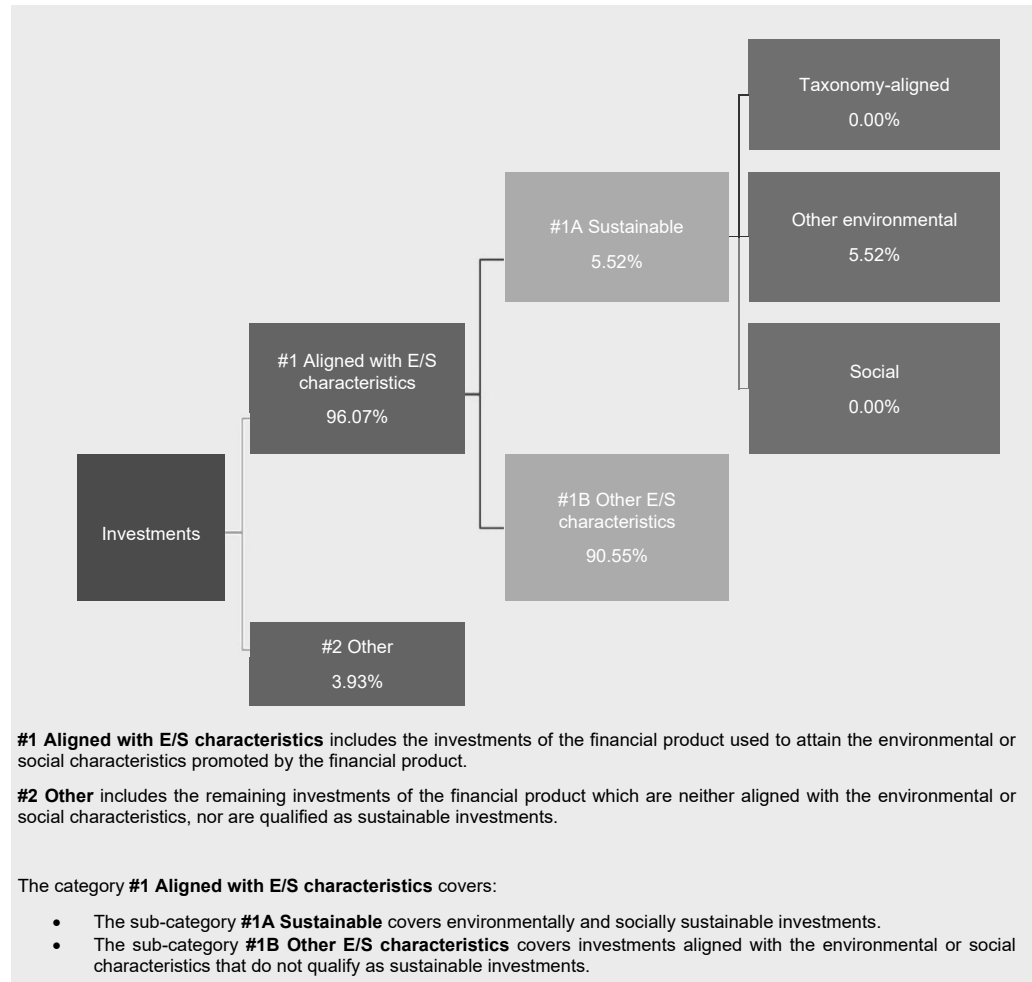 Taxonomy-aligned
0.00%
#1A Sustainable
5.52%
Other environmental
5.52%
#1 Aligned with E/S
characteristics
96.07%
Social
0.00%
Investments
#1B Other E/S
characteristics
90.55%
#2 Other
3.93%
#1 Aligned with E/S characteristics includes the investments of the financial product used to attain the environmental or
social characteristics promoted by the financial product.
#2 Other includes the remaining investments of the financial product which are neither aligned with the environmental or
social characteristics, nor are qualified as sustainable investments.
The category #1 Aligned with E/S characteristics covers:
• The sub-category #1A Sustainable covers environmentally and socially sustainable investments.
• The sub-category #1B Other E/S characteristics covers investments aligned with the environmental or social
characteristics that do not qualify as sustainable investments.